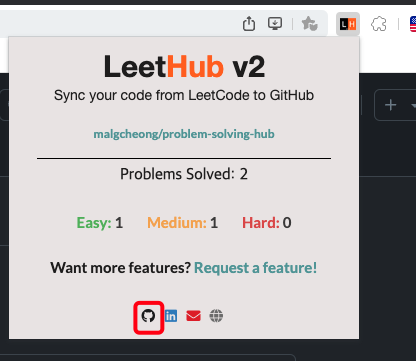 LH
LeetHub v2
Sync your code from LeetCode to GitHub
malgcheong/problem-solving-hub
Problems Solved: 2
Easy: 1 Medium: 1 Hard: 0
Want more features? Request a feature!
in